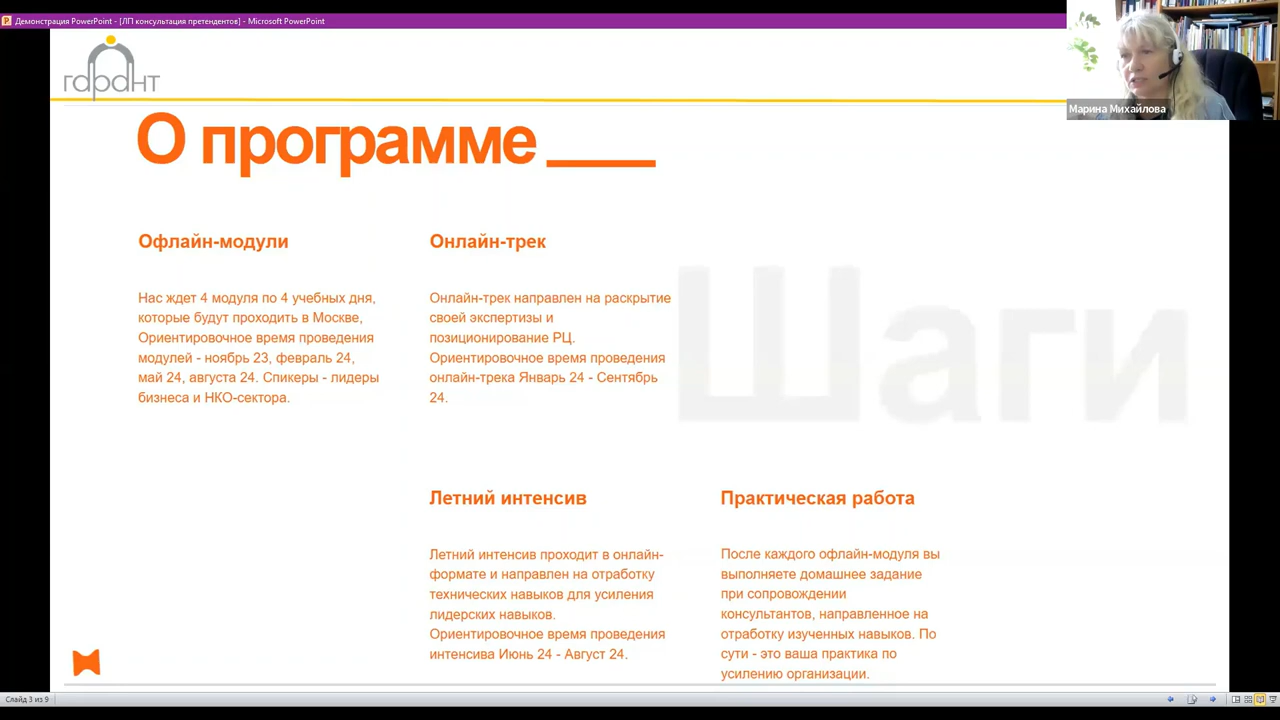 Демонстрация PowerPoint - [ЛП консультация претендентов] - Microsoft PowerPoint
гарант
Марина Михайлова
О программе ___
Офлайн-модули
Нас ждет 4 модуля по 4 учебных дня,
которые будут проходить в Москве,
Ориентировочное время проведения
модулей - ноябрь 23, февраль 24,
май 24, августа 24. Спикеры - лидеры
бизнеса и НКО-сектора.
Онлайн-трек
Онлайн-трек направлен на раскрытие
своей экспертизы и
позиционирование РЦ.
Ориентировочное время проведения
онлайн-трека Январь 24 - Сентябрь
24.
Шаги
Летний интенсив
Летний интенсив проходит в онлайн-
формате и направлен на отработку
технических навыков для усиления
лидерских навыков.
Ориентировочное время проведения
интенсива Июнь 24 - Август 24.
Практическая работа
После каждого офлайн-модуля вы
выполняете домашнее задание
при сопровождении
консультантов, направленное на
отработку изученных навыков. По
сути - это ваша практика по
усилению организации.
Слайд 3 из 9